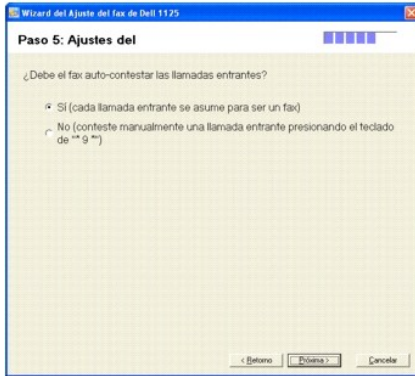 Wizard del Ajuste del fax de Dell 1125
Paso 5: Ajustes del
¿Debe el fax auto-contestar las llamadas entrantes?
Sí (cada llamada entrante se asume para ser un fax)
No (conteste manualmente una llamada entrante presionando el teclado
de "* 9 *")
< Retorno
Próxima >
Cancelar